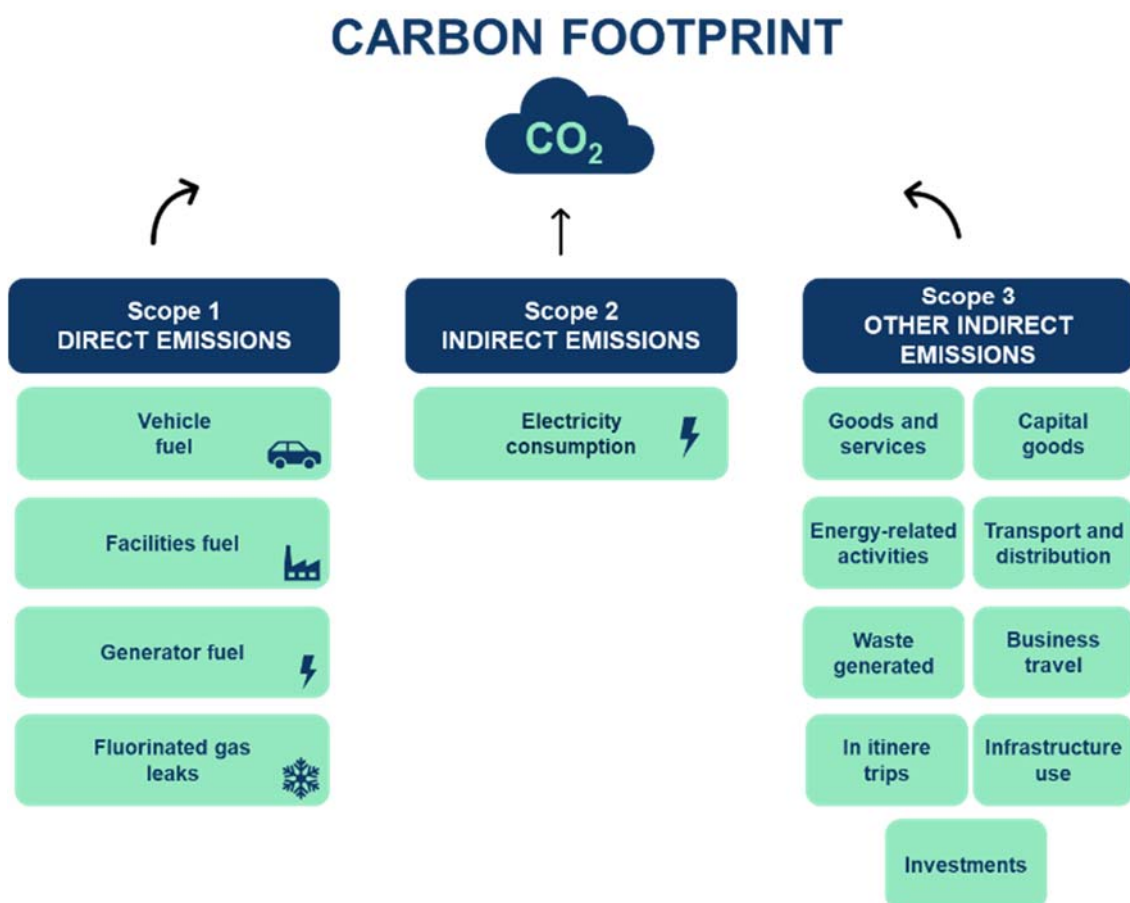 CARBON FOOTPRINT
CO₂
Scope 1
DIRECT EMISSIONS
Vehicle
fuel
Facilities fuel
Generator fuel
Fluorinated gas
leaks
Scope 2
INDIRECT EMISSIONS
Electricity
consumption
Scope 3
OTHER INDIRECT
EMISSIONS
Goods and
services
Capital
goods
Energy-related
activities
Transport and
distribution
Waste
generated
Business
travel
In itinere
trips
Infrastructure
use
Investments